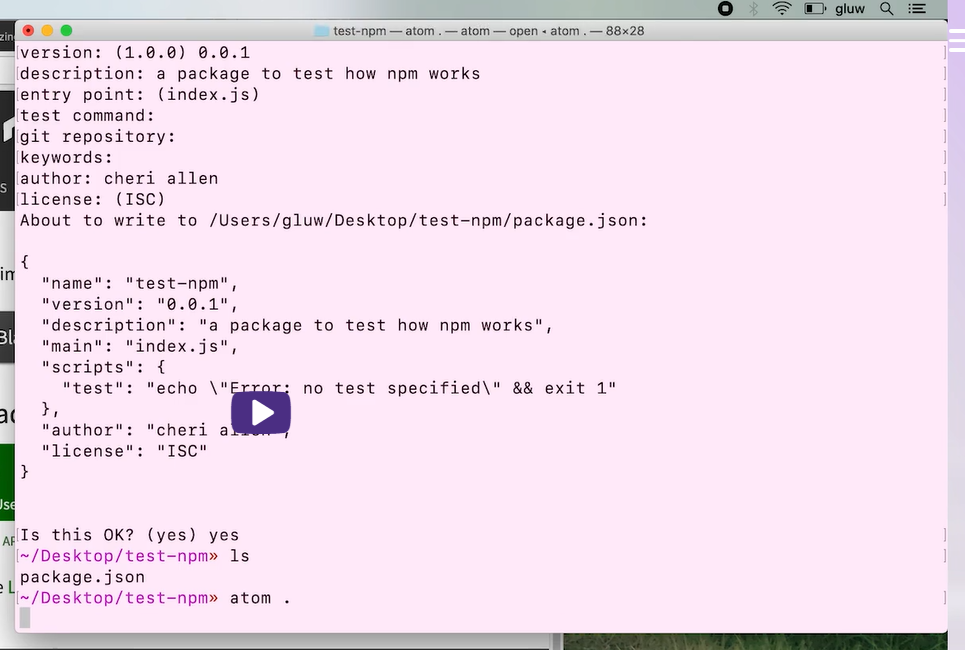 gluw
test-npm — atom . — atom — open ◂ atom . — 88×28
version: (1.0.0) 0.0.1
description: a package to test how npm works
entry point: (index.js)
test command:
git repository:
keywords:
author: cheri allen
license: (ISC)
About to write to /Users/gluw/Desktop/test-npm/package.json:
{
  "name": "test-npm",
  "version": "0.0.1",
  "description": "a package to test how npm works",
  "main": "index.js",
  "scripts": {
    "test": "echo \"Error: no test specified\" && exit 1"
  },
  "author": "cheri allen",
  "license": "ISC"
}
Is this OK? (yes) yes
~/Desktop/test-npm» ls
package.json
~/Desktop/test-npm» atom .